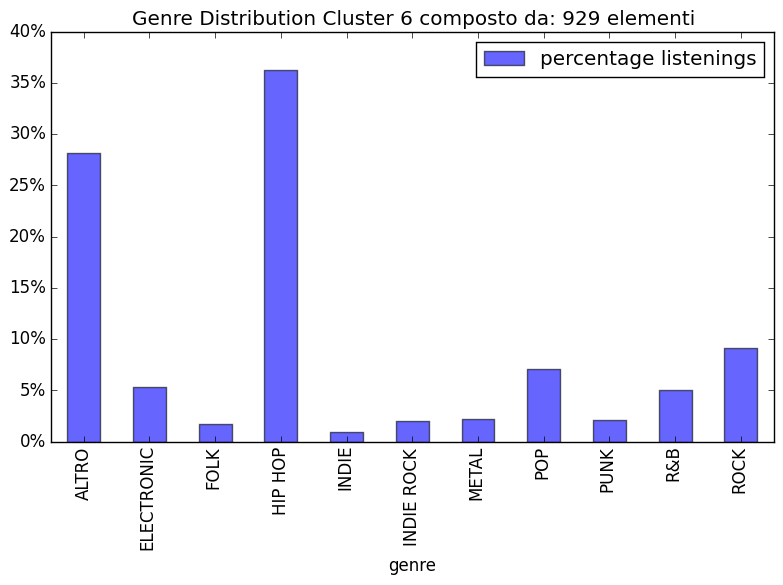 Genre Distribution Cluster 6 composto da: 929 elementi
percentage listenings
40%
35%
30%
25%
20%
15%
10%
5%
0%
ALTRO
ELECTRONIC
FOLK
HIP HOP
INDIE
INDIE ROCK
METAL
POP
PUNK
R&B
ROCK
genre